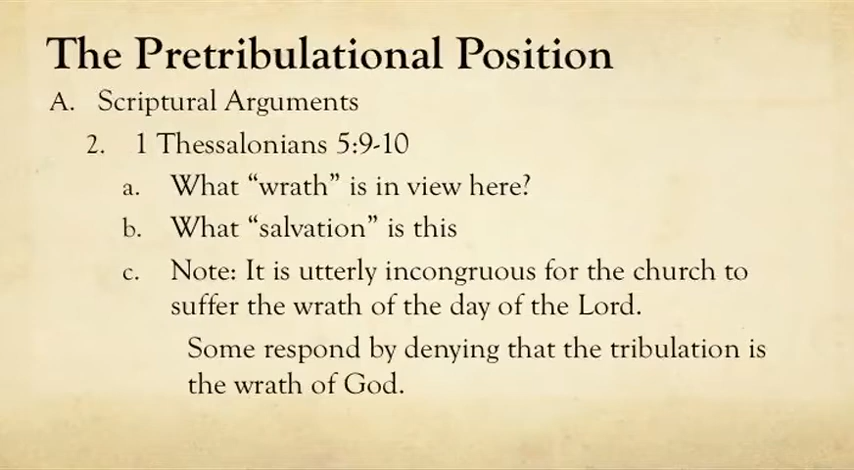 The Pretribulational Position
A. Scriptural Arguments
2. 1 Thessalonians 5:9-10
a. What “wrath” is in view here?
b. What “salvation” is this
c. Note: It is utterly incongruous for the church to
suffer the wrath of the day of the Lord.
Some respond by denying that the tribulation is
the wrath of God.